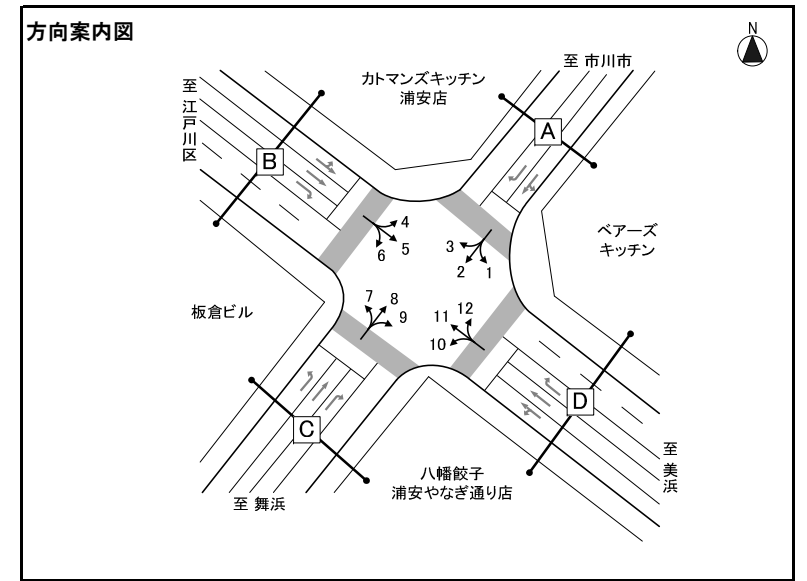 方向案内図
N
至 市川市
カトマンズキッチン
浦安店
至江戸川区
A
B
ベアーズ
キッチン
4
5
6
3
2
1
板倉ビル
7
8
9
11
12
10
C
D
至美浜
八幡餃子
浦安やなぎ通り店
至 舞浜